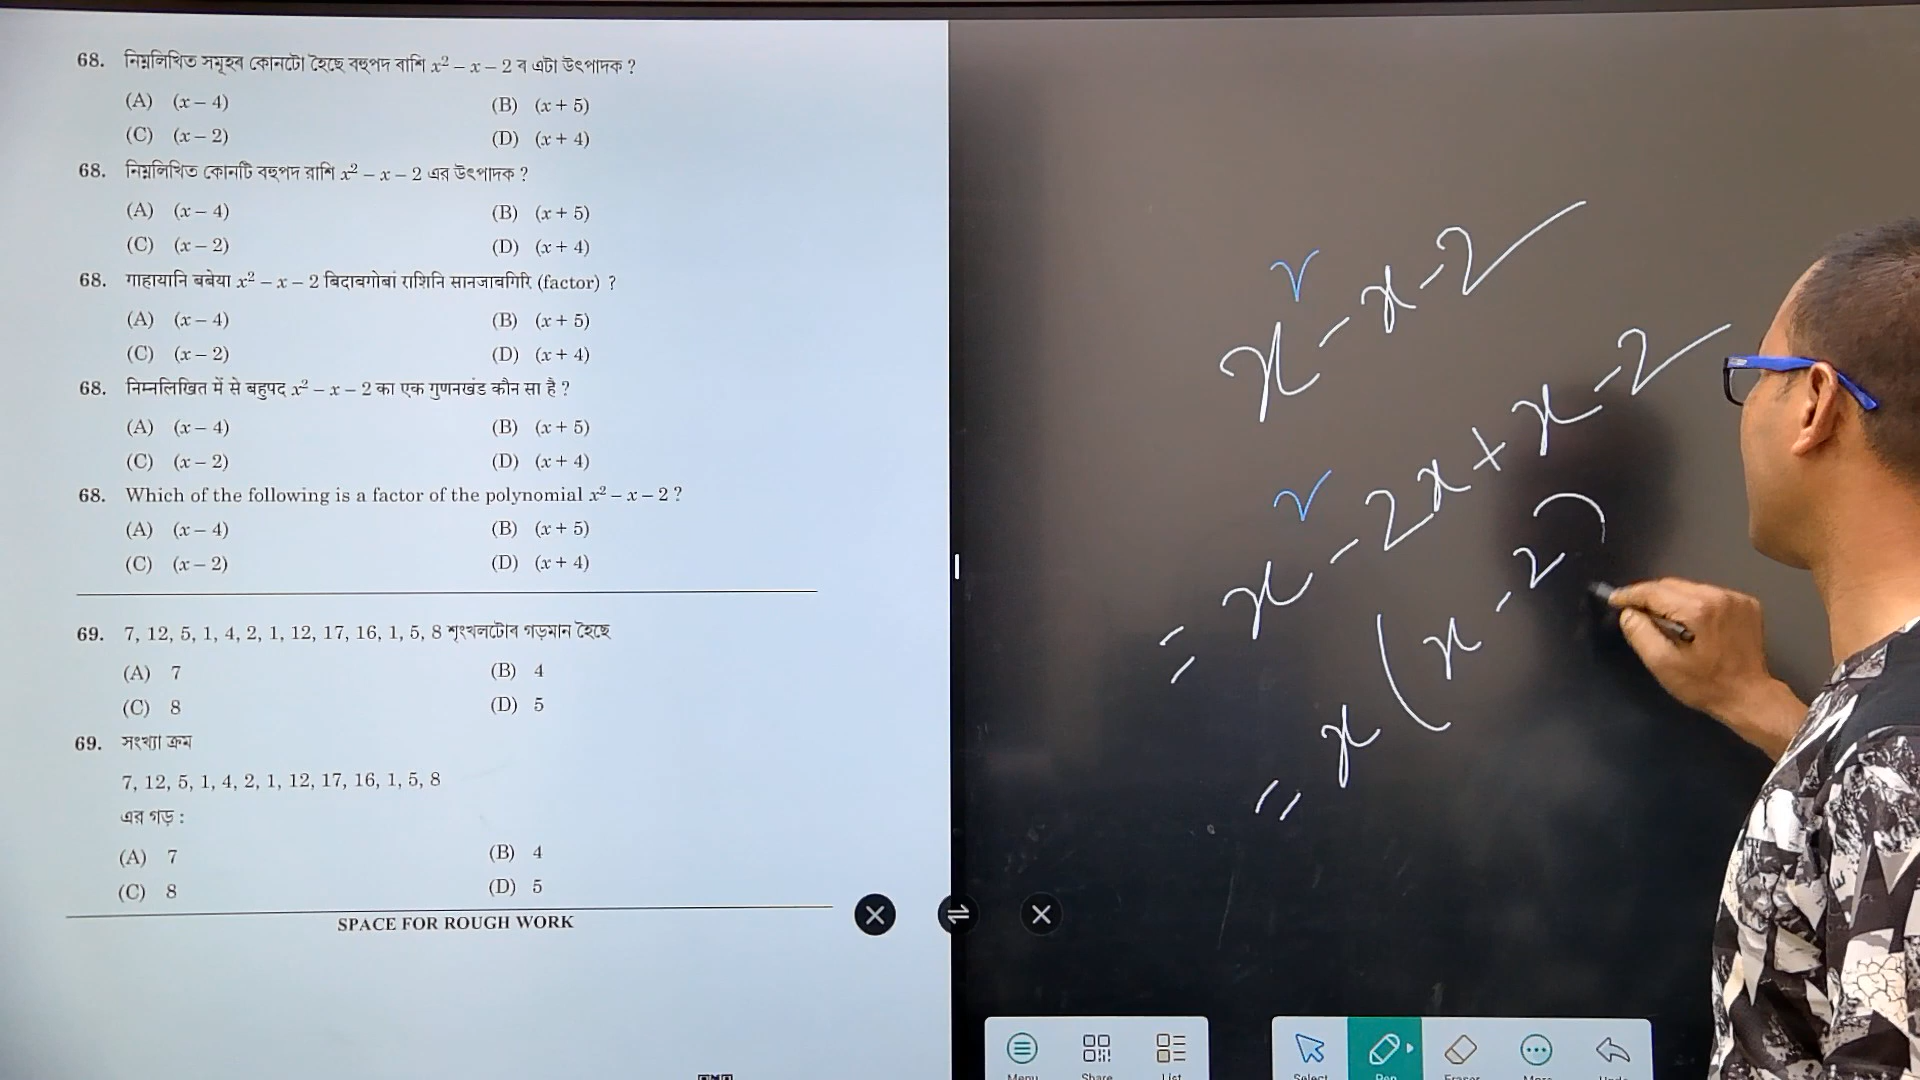 68. নিম্নলিখিত সমূহৰ কোনটো হৈছে বহুপদ ৰাশি x² – x – 2 ৰ এটা উৎপাদক ?
(A) (x – 4) (B) (x + 5)
(C) (x – 2) (D) (x + 4)
68. নিম্নলিখিত কোনটি বহুপদ রাশি x² – x – 2 এর উৎপাদক ?
(A) (x – 4) (B) (x + 5)
(C) (x – 2) (D) (x + 4)
68. गाहायानि बबेया x² – x – 2 बिदाबगोबां राशिनि सानजाबगिरि (factor) ?
(A) (x – 4) (B) (x + 5)
(C) (x – 2) (D) (x + 4)
68. निम्नलिखित में से बहुपद x² – x – 2 का एक गुणनखंड कौन सा है ?
(A) (x – 4) (B) (x + 5)
(C) (x – 2) (D) (x + 4)
68. Which of the following is a factor of the polynomial x² – x – 2 ?
(A) (x – 4) (B) (x + 5)
(C) (x – 2) (D) (x + 4)
69. 7, 12, 5, 1, 4, 2, 1, 12, 17, 16, 1, 5, 8 শৃংখলটোৰ গড়মান হৈছে
(A) 7 (B) 4
(C) 8 (D) 5
69. সংখ্যা ক্রম
7, 12, 5, 1, 4, 2, 1, 12, 17, 16, 1, 5, 8
এর গড় :
(A) 7 (B) 4
(C) 8 (D) 5
SPACE FOR ROUGH WORK
x² - x - 2
= x² - 2x + x - 2
= x(x - 2)
Menu Share List Select Pen Eraser More Undo